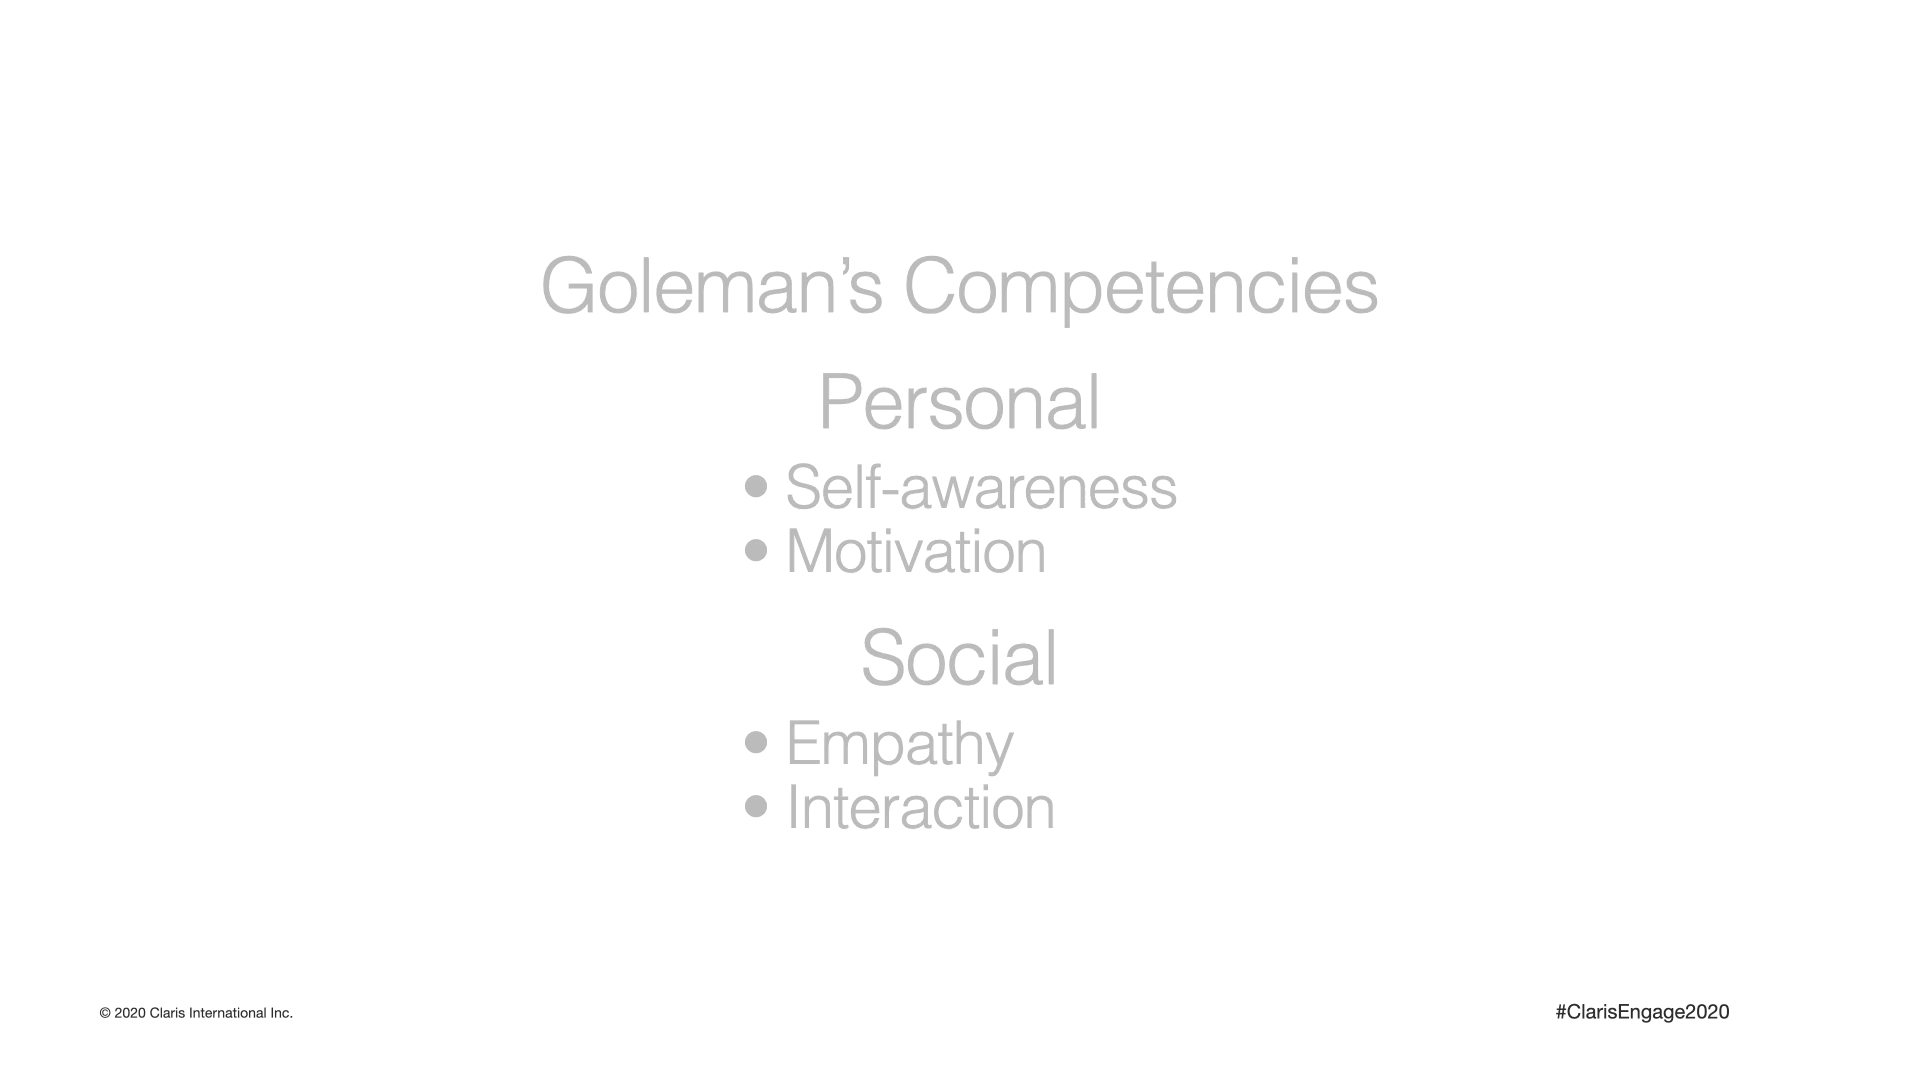 Goleman’s Competencies
Personal
• Self-awareness
• Motivation
Social
• Empathy
• Interaction
© 2020 Claris International Inc.
#ClarisEngage2020